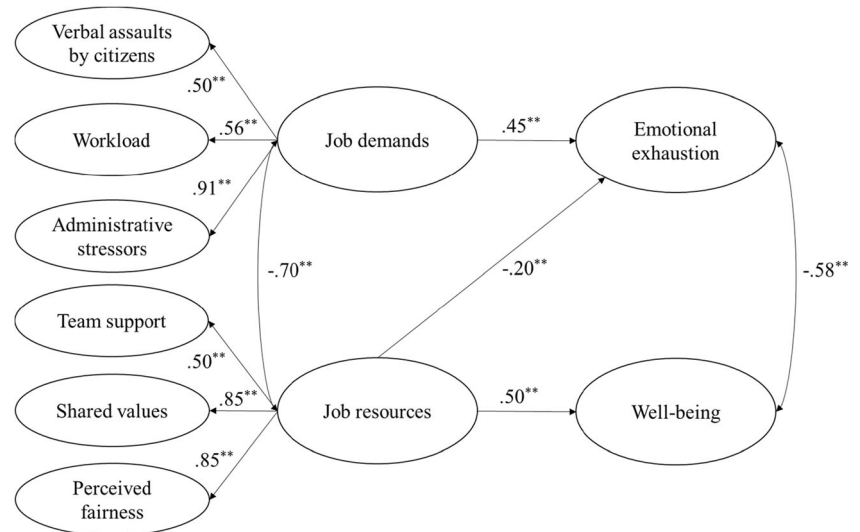 Verbal assaults
by citizens
.50**
Workload
.56**
Job demands
.45**
Emotional
exhaustion
.91**
Administrative
stressors
-.70**
-.20**
-.58**
Team support
.50**
Shared values
.85**
Job resources
.50**
Well-being
.85**
Perceived
fairness